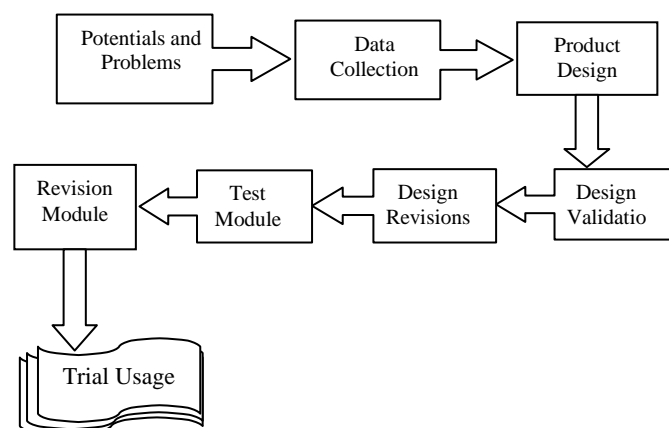 Potentials and
Problems
Data
Collection
Product
Design
Design
Validatio
Design
Revisions
Test
Module
Revision
Module
Trial Usage